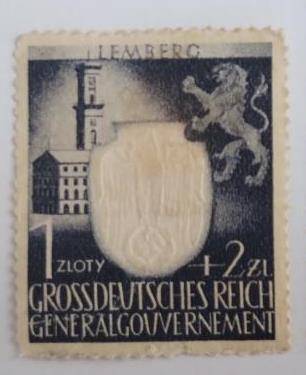 LEMBERG
1 ZLOTY +2 ZL.
GROSSDEUTSCHES REICH
GENERALGOUVERNEMENT